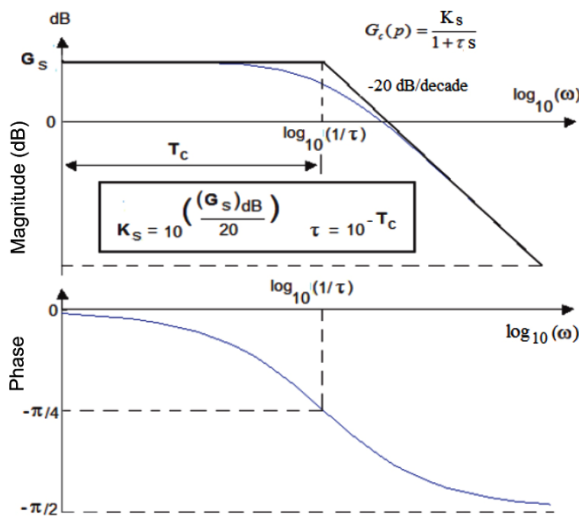 dB
G_c(p) = K_s / (1 + τs)
G_S
-20 dB/decade
log_10(ω)
0
log_10(1/τ)
T_C
Magnitude (dB)
K_S = 10^((G_S)_dB / 20) τ = 10^-T_C
log_10(1/τ)
0
log_10(ω)
Phase
-π/4
-π/2